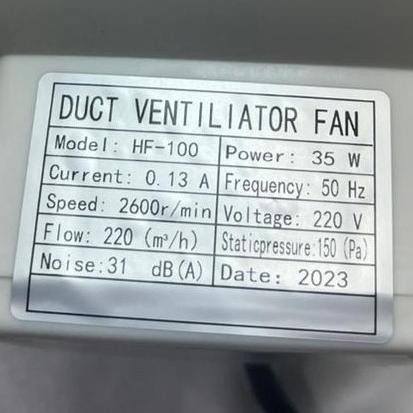 DUCT VENTILIATOR FAN
Model: HF-100 Power: 35 W
Current: 0.13 A Frequency: 50 Hz
Speed: 2600r/min Voltage: 220 V
Flow: 220 (m³/h) Staticpressure:150 (Pa)
Noise:31 dB(A) Date: 2023